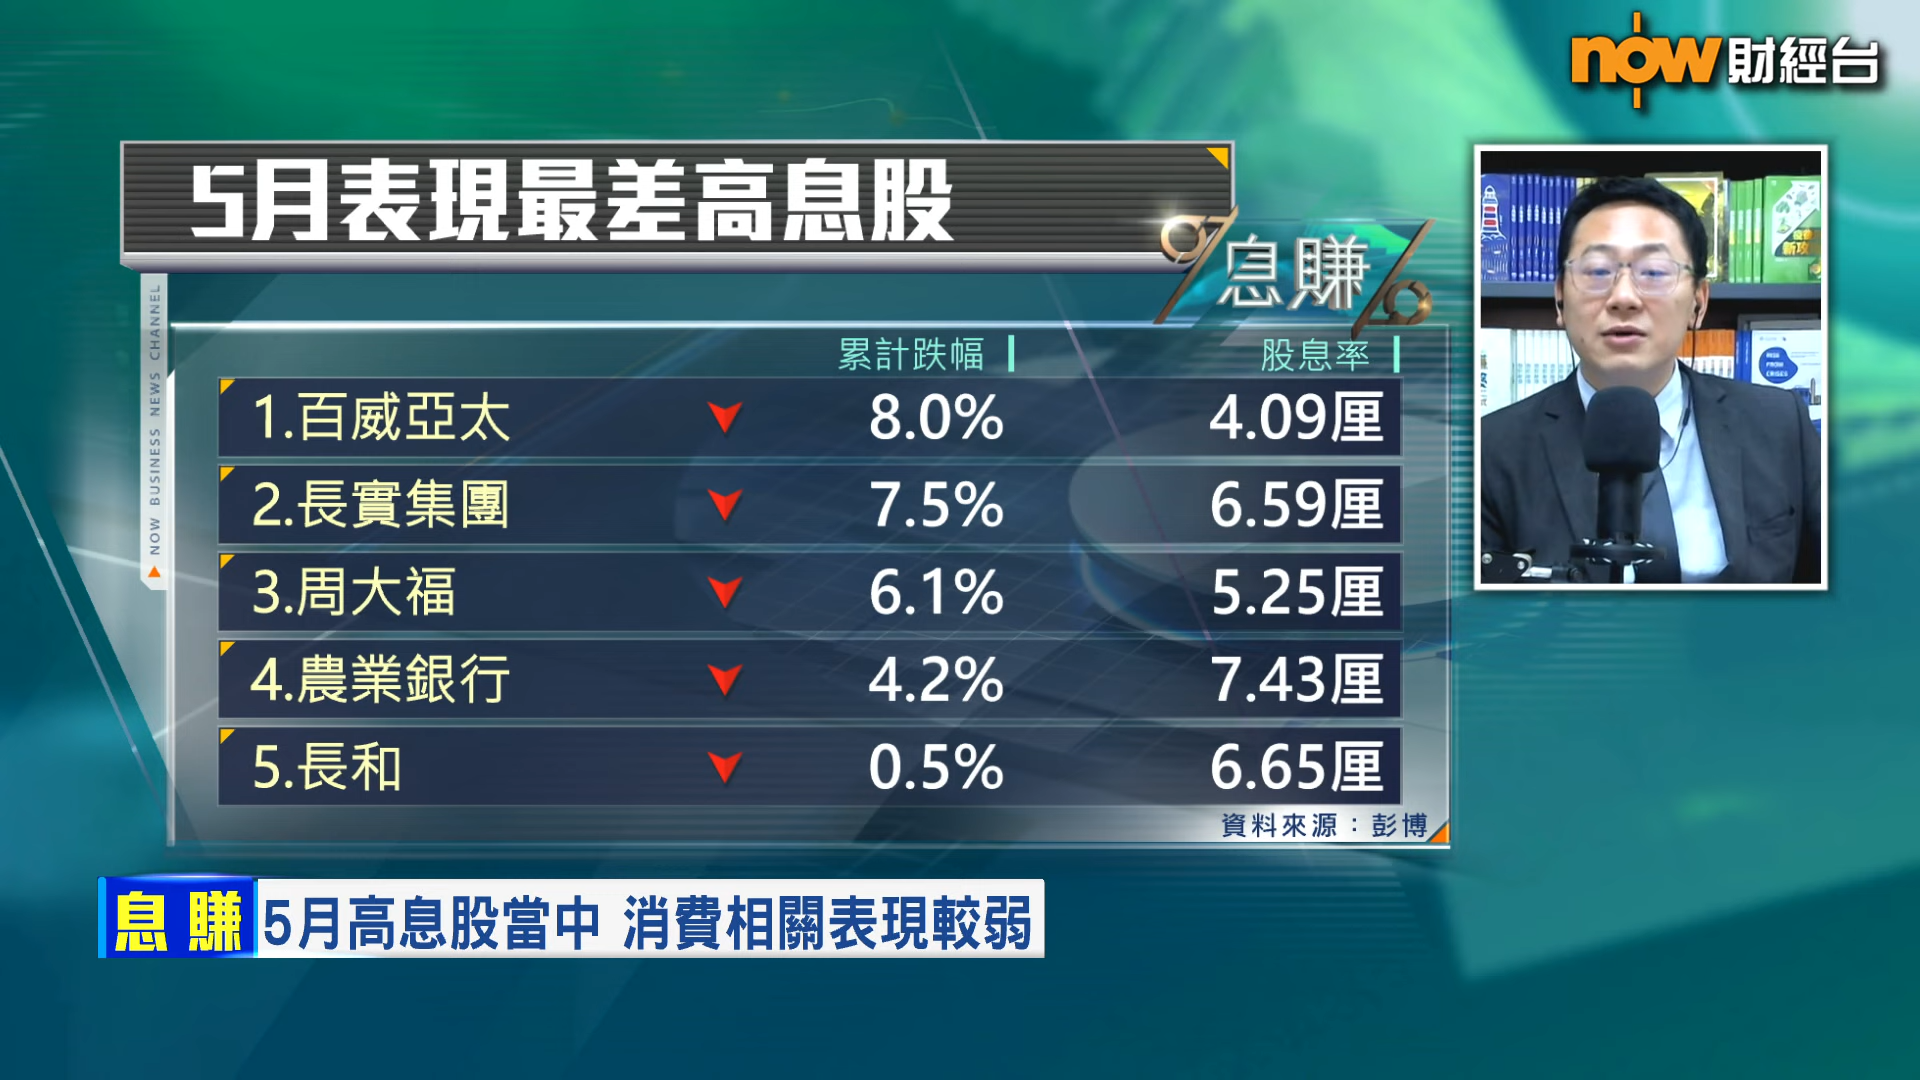 now財經台
5月表現最差高息股
息賺
NOW BUSINESS NEWS CHANNEL
累計跌幅 股息率
1.百威亞太 8.0% 4.09厘
2.長實集團 7.5% 6.59厘
3.周大福 6.1% 5.25厘
4.農業銀行 4.2% 7.43厘
5.長和 0.5% 6.65厘
資料來源：彭博
息賺 5月高息股當中 消費相關表現較弱
RISE
FROM
CRISES